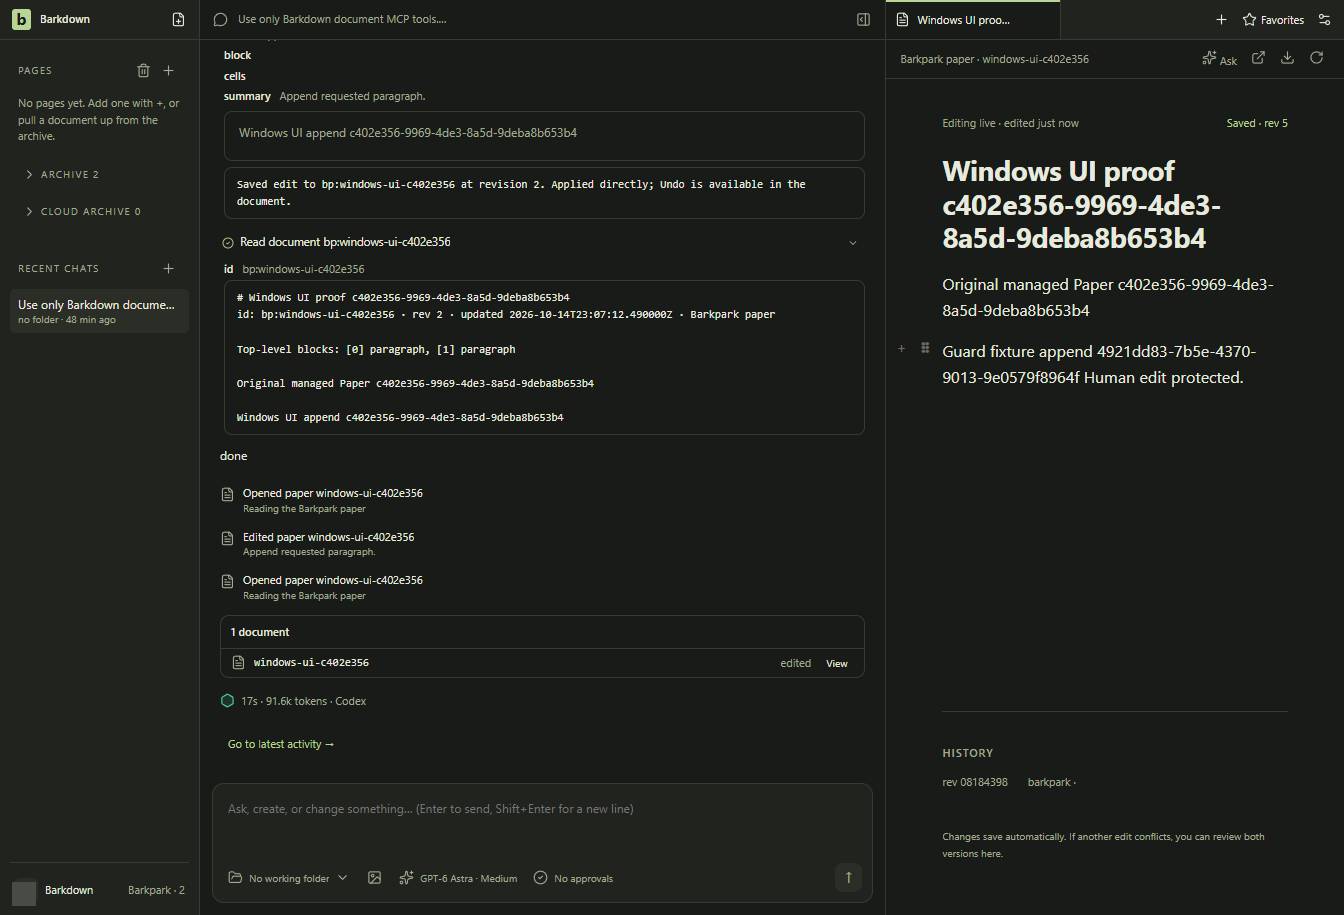 b Barkdown
PAGES
No pages yet. Add one with +, or
pull a document up from the
archive.
ARCHIVE 2
CLOUD ARCHIVE 0
RECENT CHATS
Use only Barkdown docume...
no folder · 48 min ago
Barkdown
Barkpark · 2
Use only Barkdown document MCP tools....
block
cells
summary Append requested paragraph.
Windows UI append c402e356-9969-4de3-8a5d-9deba8b653b4
Saved edit to bp:windows-ui-c402e356 at revision 2. Applied directly; Undo is available in the
document.
Read document bp:windows-ui-c402e356
id bp:windows-ui-c402e356
# Windows UI proof c402e356-9969-4de3-8a5d-9deba8b653b4
id: bp:windows-ui-c402e356 · rev 2 · updated 2026-10-14T23:07:12.490000Z · Barkpark paper
Top-level blocks: [0] paragraph, [1] paragraph
Original managed Paper c402e356-9969-4de3-8a5d-9deba8b653b4
Windows UI append c402e356-9969-4de3-8a5d-9deba8b653b4
done
Opened paper windows-ui-c402e356
Reading the Barkpark paper
Edited paper windows-ui-c402e356
Append requested paragraph.
Opened paper windows-ui-c402e356
Reading the Barkpark paper
1 document
windows-ui-c402e356 edited View
17s · 91.6k tokens · Codex
Go to latest activity →
Ask, create, or change something... (Enter to send, Shift+Enter for a new line)
No working folder
GPT-6 Astra · Medium
No approvals
Windows UI proo...
Favorites
Barkpark paper · windows-ui-c402e356
Ask
Editing live · edited just now
Saved · rev 5
Windows UI proof
c402e356-9969-4de3-
8a5d-9deba8b653b4
Original managed Paper c402e356-9969-4de3-
8a5d-9deba8b653b4
Guard fixture append 4921dd83-7b5e-4370-
9013-9e0579f8964f Human edit protected.
HISTORY
rev 08184398 barkpark ·
Changes save automatically. If another edit conflicts, you can review both
versions here.